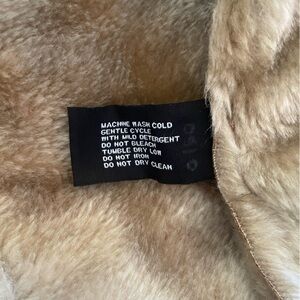 MACHINE WASH COLD
GENTLE CYCLE
WITH MILD DETERGENT
DO NOT BLEACH
TUMBLE DRY LOW
DO NOT IRON
DO NOT DRY CLEAN